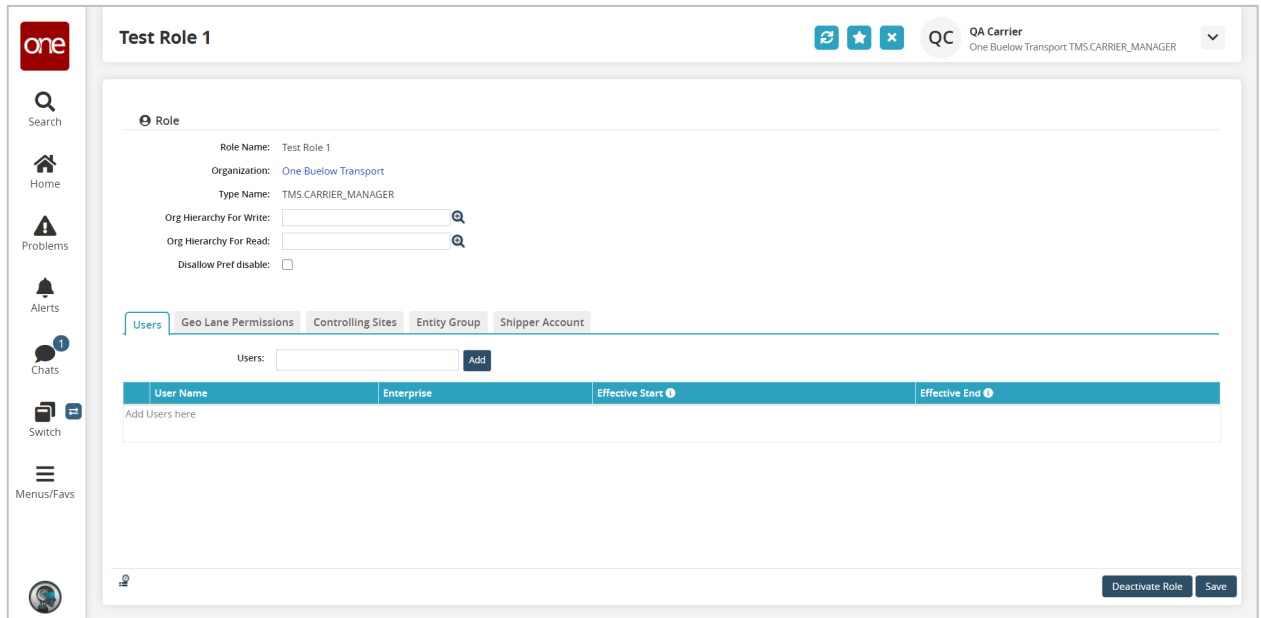 one
Test Role 1
QC
QA Carrier
One Buelow Transport TMS.CARRIER_MANAGER
Search
Home
Problems
Alerts
1
Chats
Switch
Menus/Favs
Role
Role Name: Test Role 1
Organization: One Buelow Transport
Type Name: TMS.CARRIER_MANAGER
Org Hierarchy For Write:
Org Hierarchy For Read:
Disallow Pref disable:
Users Geo Lane Permissions Controlling Sites Entity Group Shipper Account
Users: Add
User Name Enterprise Effective Start Effective End
Add Users here
Deactivate Role Save